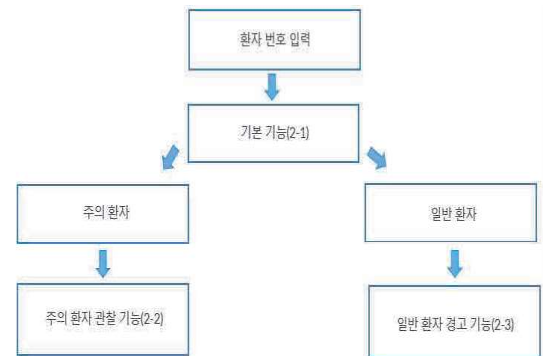 환자 번호 입력
기본 기능(2-1)
주의 환자
일반 환자
주의 환자 관찰 기능(2-2)
일반 환자 경고 기능(2-3)